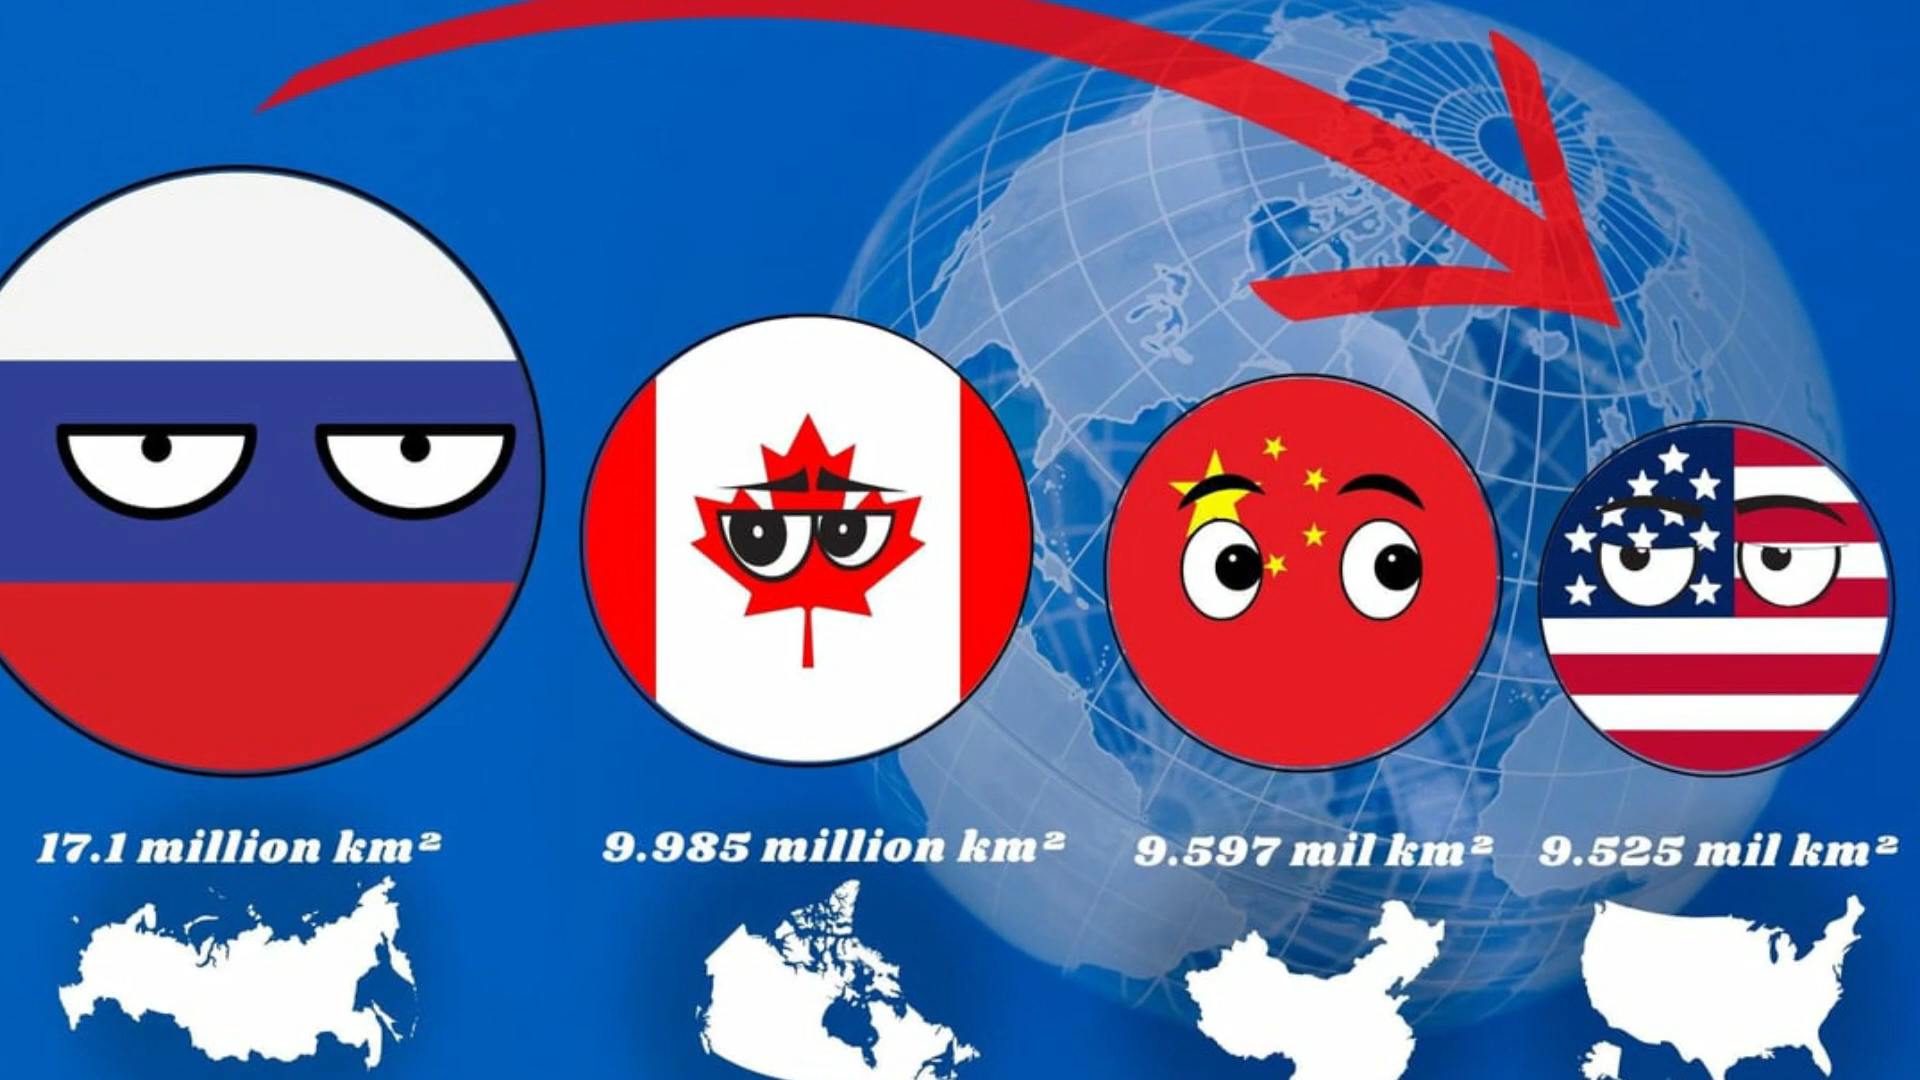 17.1 million km²
9.985 million km²
9.597 mil km²
9.525 mil km²